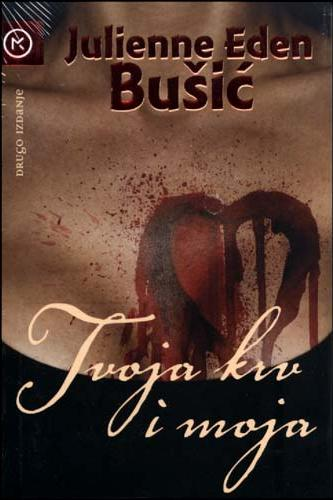 Julienne Eden
Bušić
DRUGO IZDANJE
Tvoja krv
i moja